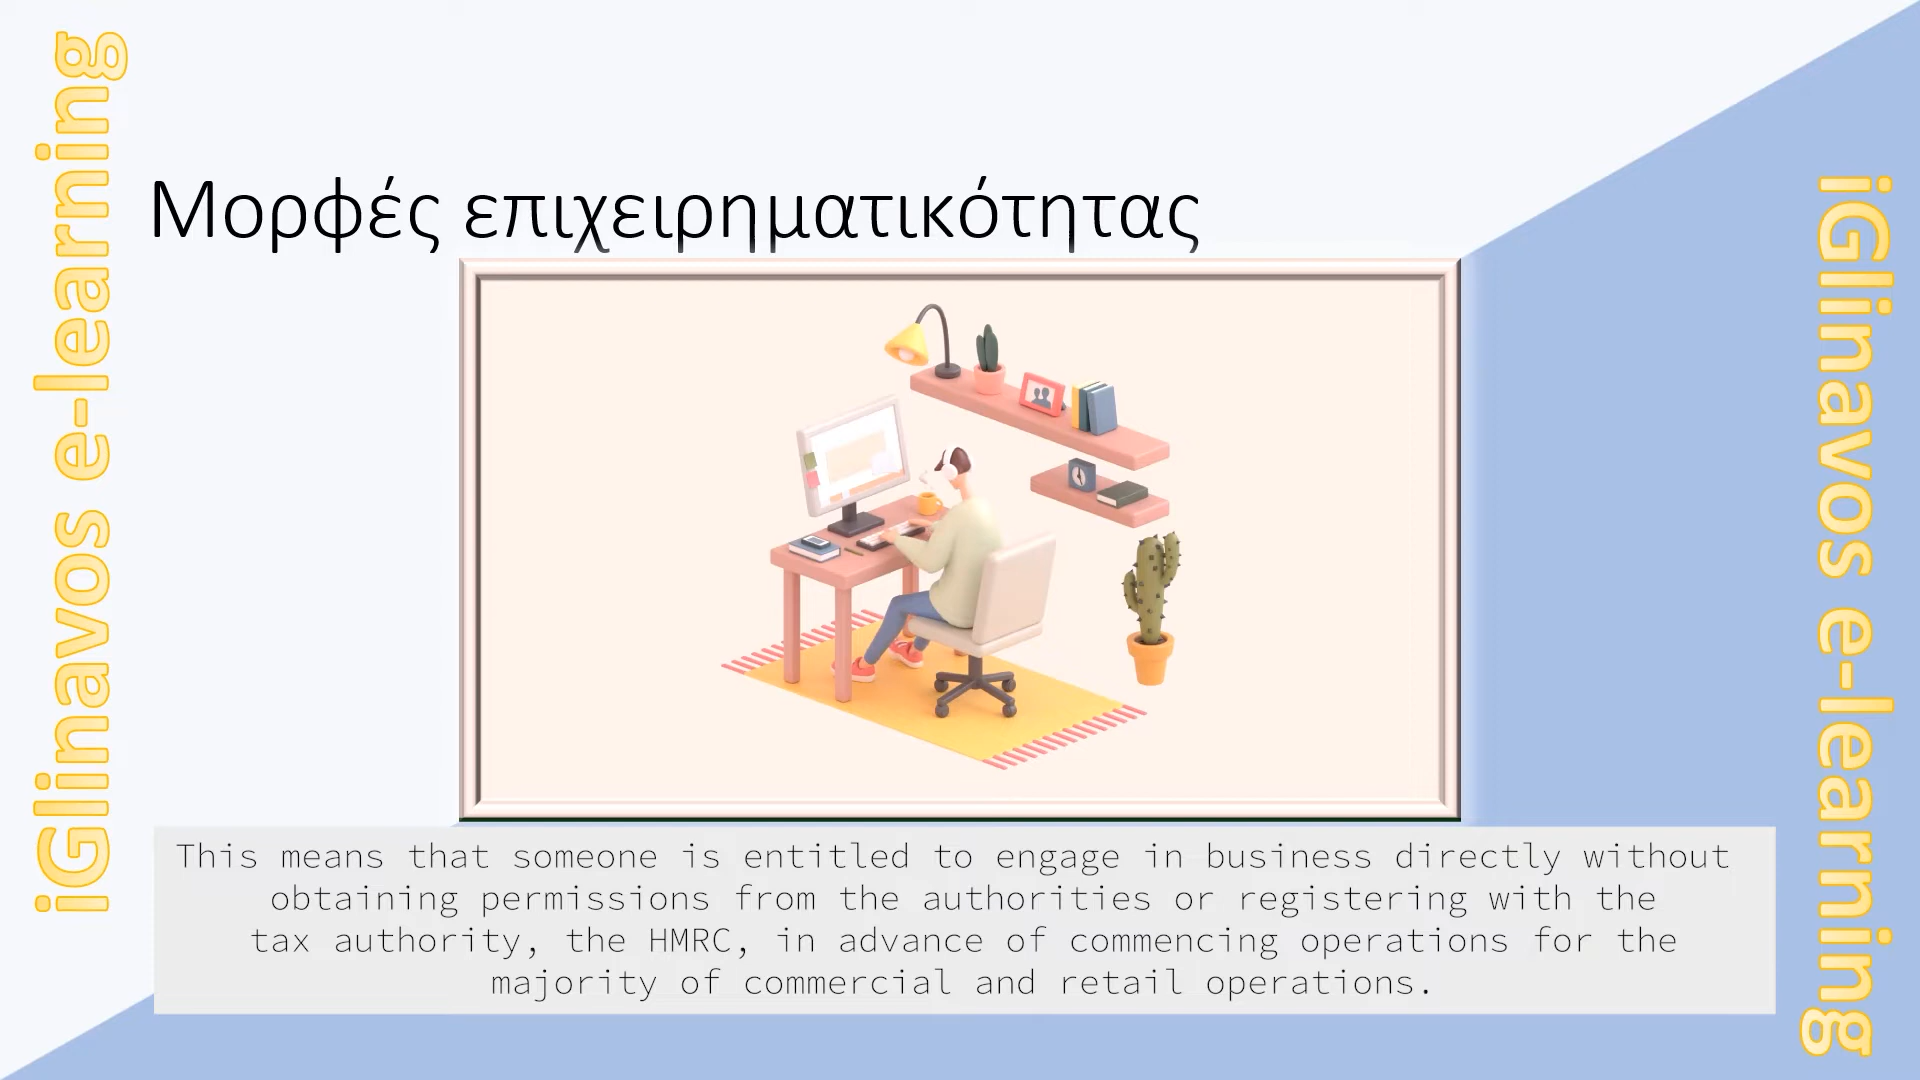 iGlinavos e-learning
Μορφές επιχειρηματικότητας
This means that someone is entitled to engage in business directly without
obtaining permissions from the authorities or registering with the
tax authority, the HMRC, in advance of commencing operations for the
majority of commercial and retail operations.
iGlinavos e-learning